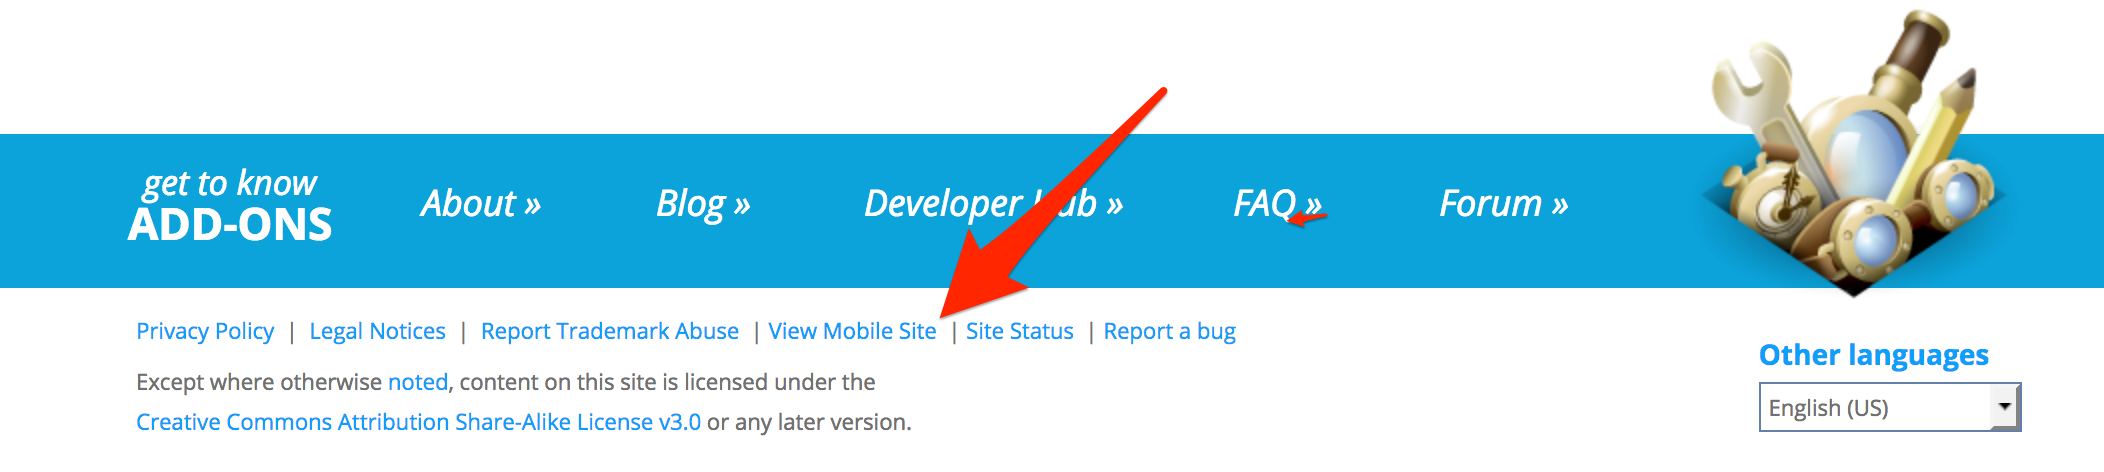 get to know
ADD-ONS
About »
Blog »
Developer Hub »
FAQ »
Forum »
Privacy Policy | Legal Notices | Report Trademark Abuse | View Mobile Site | Site Status | Report a bug
Except where otherwise noted, content on this site is licensed under the
Creative Commons Attribution Share-Alike License v3.0 or any later version.
Other languages
English (US)